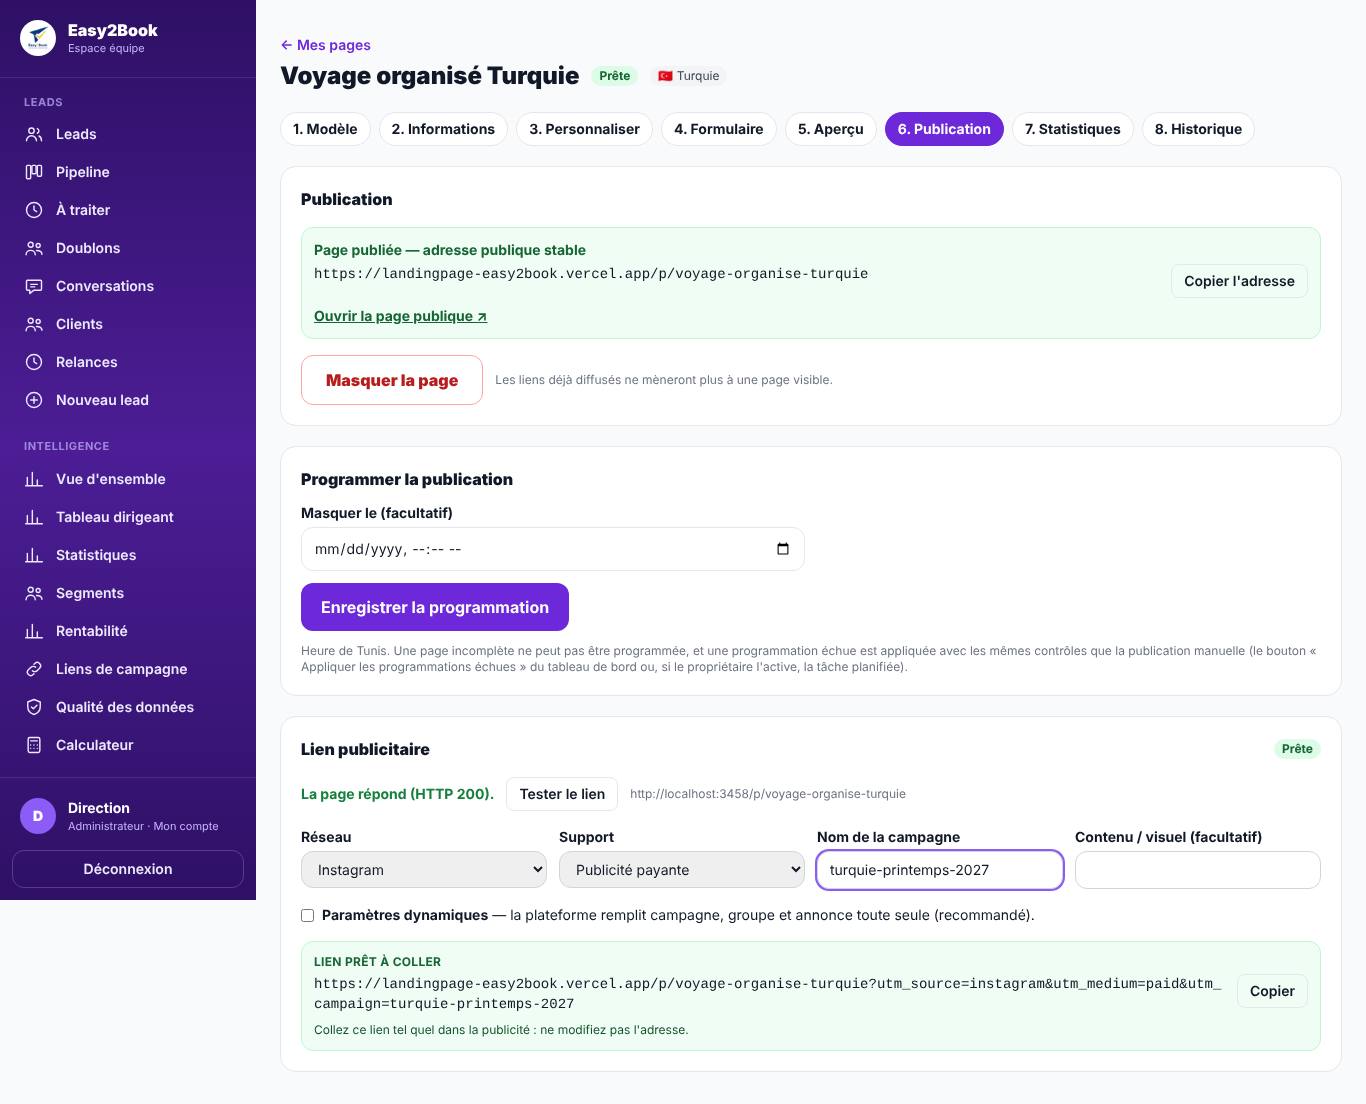 Easy2Book
Espace équipe
LEADS
Leads
Pipeline
À traiter
Doublons
Conversations
Clients
Relances
Nouveau lead
INTELLIGENCE
Vue d'ensemble
Tableau dirigeant
Statistiques
Segments
Rentabilité
Liens de campagne
Qualité des données
Calculateur
D
Direction
Administrateur · Mon compte
Déconnexion
← Mes pages
Voyage organisé Turquie Prête 🇹🇷 Turquie
1. Modèle 2. Informations 3. Personnaliser 4. Formulaire 5. Aperçu 6. Publication 7. Statistiques 8. Historique
Publication
Page publiée — adresse publique stable
https://landingpage-easy2book.vercel.app/p/voyage-organise-turquie
Copier l'adresse
Ouvrir la page publique ↗
Masquer la page Les liens déjà diffusés ne mèneront plus à une page visible.
Programmer la publication
Masquer le (facultatif)
mm/dd/yyyy, --:-- --
Enregistrer la programmation
Heure de Tunis. Une page incomplète ne peut pas être programmée, et une programmation échue est appliquée avec les mêmes contrôles que la publication manuelle (le bouton «
Appliquer les programmations échues » du tableau de bord ou, si le propriétaire l'active, la tâche planifiée).
Lien publicitaire Prête
La page répond (HTTP 200). Tester le lien http://localhost:3458/p/voyage-organise-turquie
Réseau Support Nom de la campagne Contenu / visuel (facultatif)
Instagram Publicité payante turquie-printemps-2027
Paramètres dynamiques — la plateforme remplit campagne, groupe et annonce toute seule (recommandé).
LIEN PRÊT À COLLER
https://landingpage-easy2book.vercel.app/p/voyage-organise-turquie?utm_source=instagram&utm_medium=paid&utm_
campaign=turquie-printemps-2027
Copier
Collez ce lien tel quel dans la publicité : ne modifiez pas l'adresse.